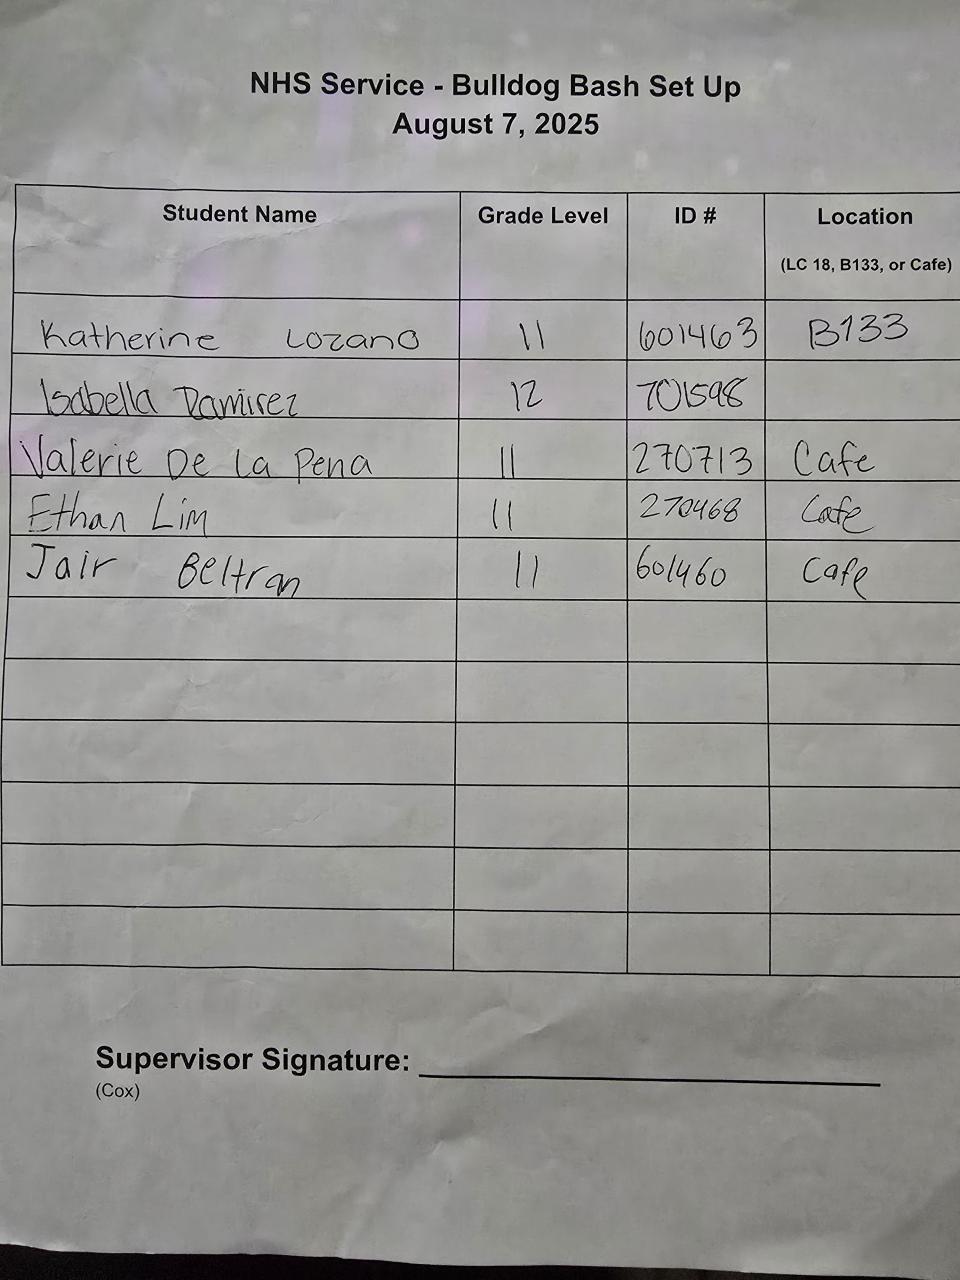 NHS Service - Bulldog Bash Set Up
August 7, 2025
Student Name Grade Level ID # Location
(LC 18, B133, or Cafe)
Katherine Lozano 11 601463 B133
Isabella Ramirez 12 701598
Valerie De La Pena 11 270713 Cafe
Ethan Lim 11 270468 Cafe
Jair Beltran 11 601460 Cafe
Supervisor Signature:
(Cox)